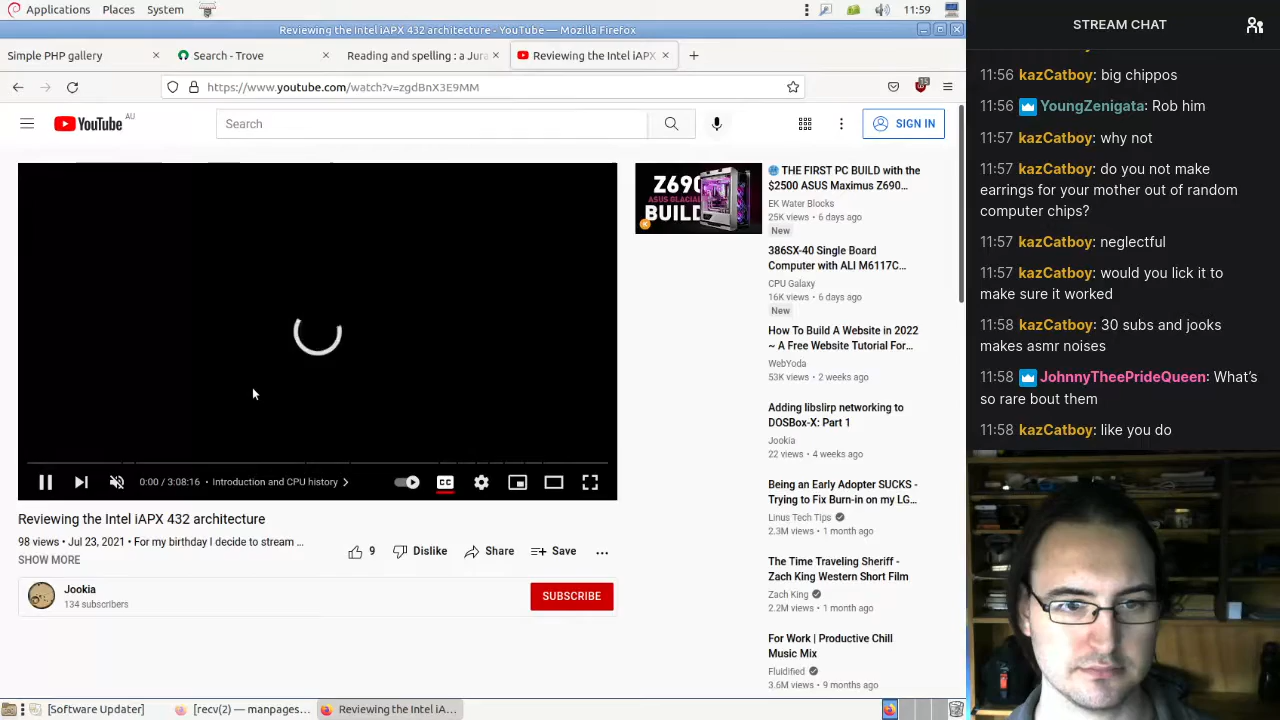 Applications Places System 11:59
Reviewing the Intel iAPX 432 architecture - YouTube — Mozilla Firefox
Simple PHP gallery
Search - Trove
Reading and spelling : a Jura
Reviewing the Intel iAPX
https://www.youtube.com/watch?v=zgdBnX3E9MM
YouTube AU
Search
SIGN IN
0:00 / 3:08:16 • Introduction and CPU history
CC
Reviewing the Intel iAPX 432 architecture
98 views • Jul 23, 2021 • For my birthday I decide to stream ...
SHOW MORE
9
Dislike
Share
Save
Jookia
134 subscribers
SUBSCRIBE
Z690
ASUS GLACIAL
BUILD
THE FIRST PC BUILD with the
$2500 ASUS Maximus Z690...
EK Water Blocks
25K views • 6 days ago
New
386SX-40 Single Board
Computer with ALI M6117C...
CPU Galaxy
16K views • 6 days ago
New
How To Build A Website in 2022
~ A Free Website Tutorial For...
WebYoda
53K views • 2 weeks ago
Adding libslirp networking to
DOSBox-X: Part 1
Jookia
22 views • 4 weeks ago
Being an Early Adopter SUCKS -
Trying to Fix Burn-in on my LG...
Linus Tech Tips
2.3M views • 1 month ago
The Time Traveling Sheriff -
Zach King Western Short Film
Zach King
2.2M views • 1 month ago
For Work | Productive Chill
Music Mix
Fluidified
3.6M views • 9 months ago
[Software Updater]
[recv(2) — manpages...
Reviewing the Intel iA...
STREAM CHAT
11:56 kazCatboy: big chippos
11:56 YoungZenigata: Rob him
11:57 kazCatboy: why not
11:57 kazCatboy: do you not make
earrings for your mother out of random
computer chips?
11:57 kazCatboy: neglectful
11:57 kazCatboy: would you lick it to
make sure it worked
11:58 kazCatboy: 30 subs and jooks
makes asmr noises
11:58 JohnnyTheePrideQueen: What's
so rare bout them
11:58 kazCatboy: like you do